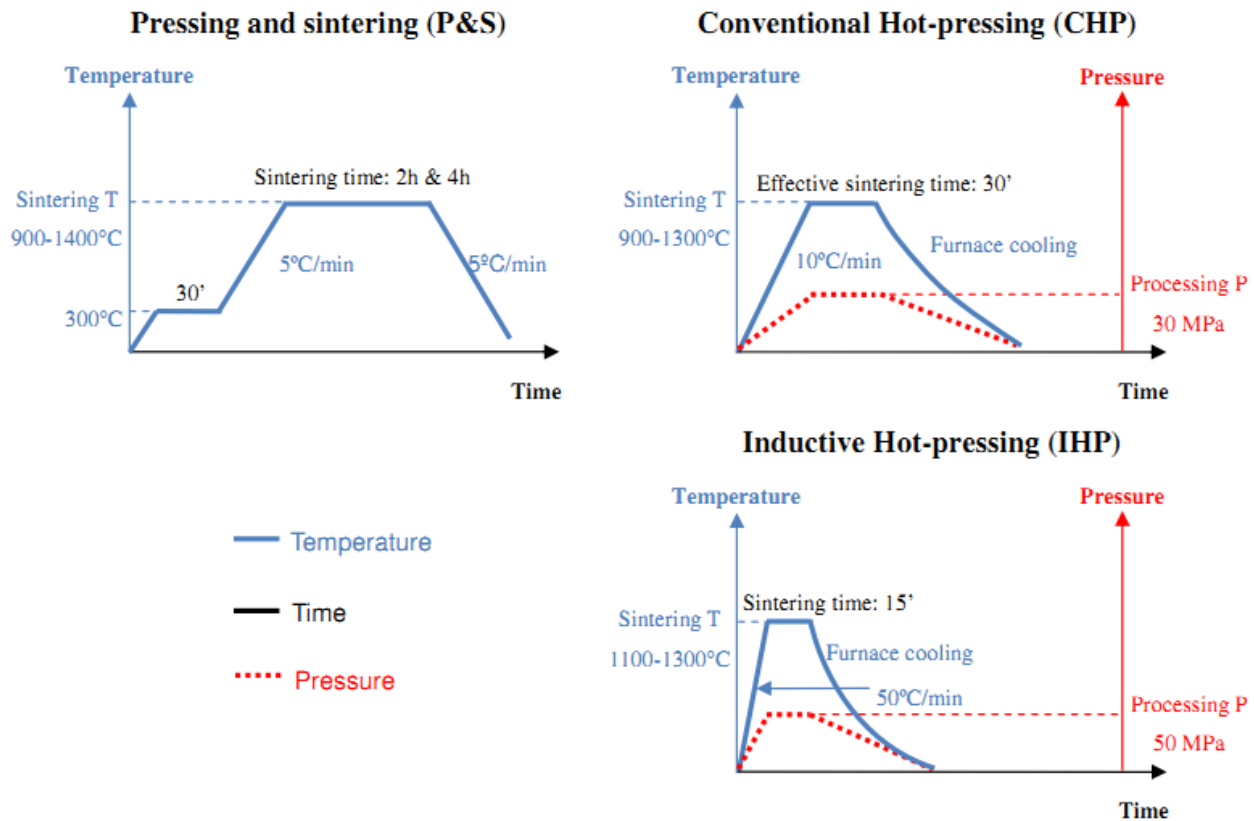 Pressing and sintering (P&S)
Temperature
Sintering time: 2h & 4h
Sintering T
900-1400°C
5ºC/min
5ºC/min
30’
300°C
Time
Conventional Hot-pressing (CHP)
Temperature
Pressure
Effective sintering time: 30’
Sintering T
900-1300°C
Furnace cooling
10ºC/min
Processing P
30 MPa
Time
Inductive Hot-pressing (IHP)
Temperature
Pressure
Sintering time: 15’
Sintering T
1100-1300°C
Furnace cooling
50ºC/min
Processing P
50 MPa
Time
Temperature
Time
Pressure